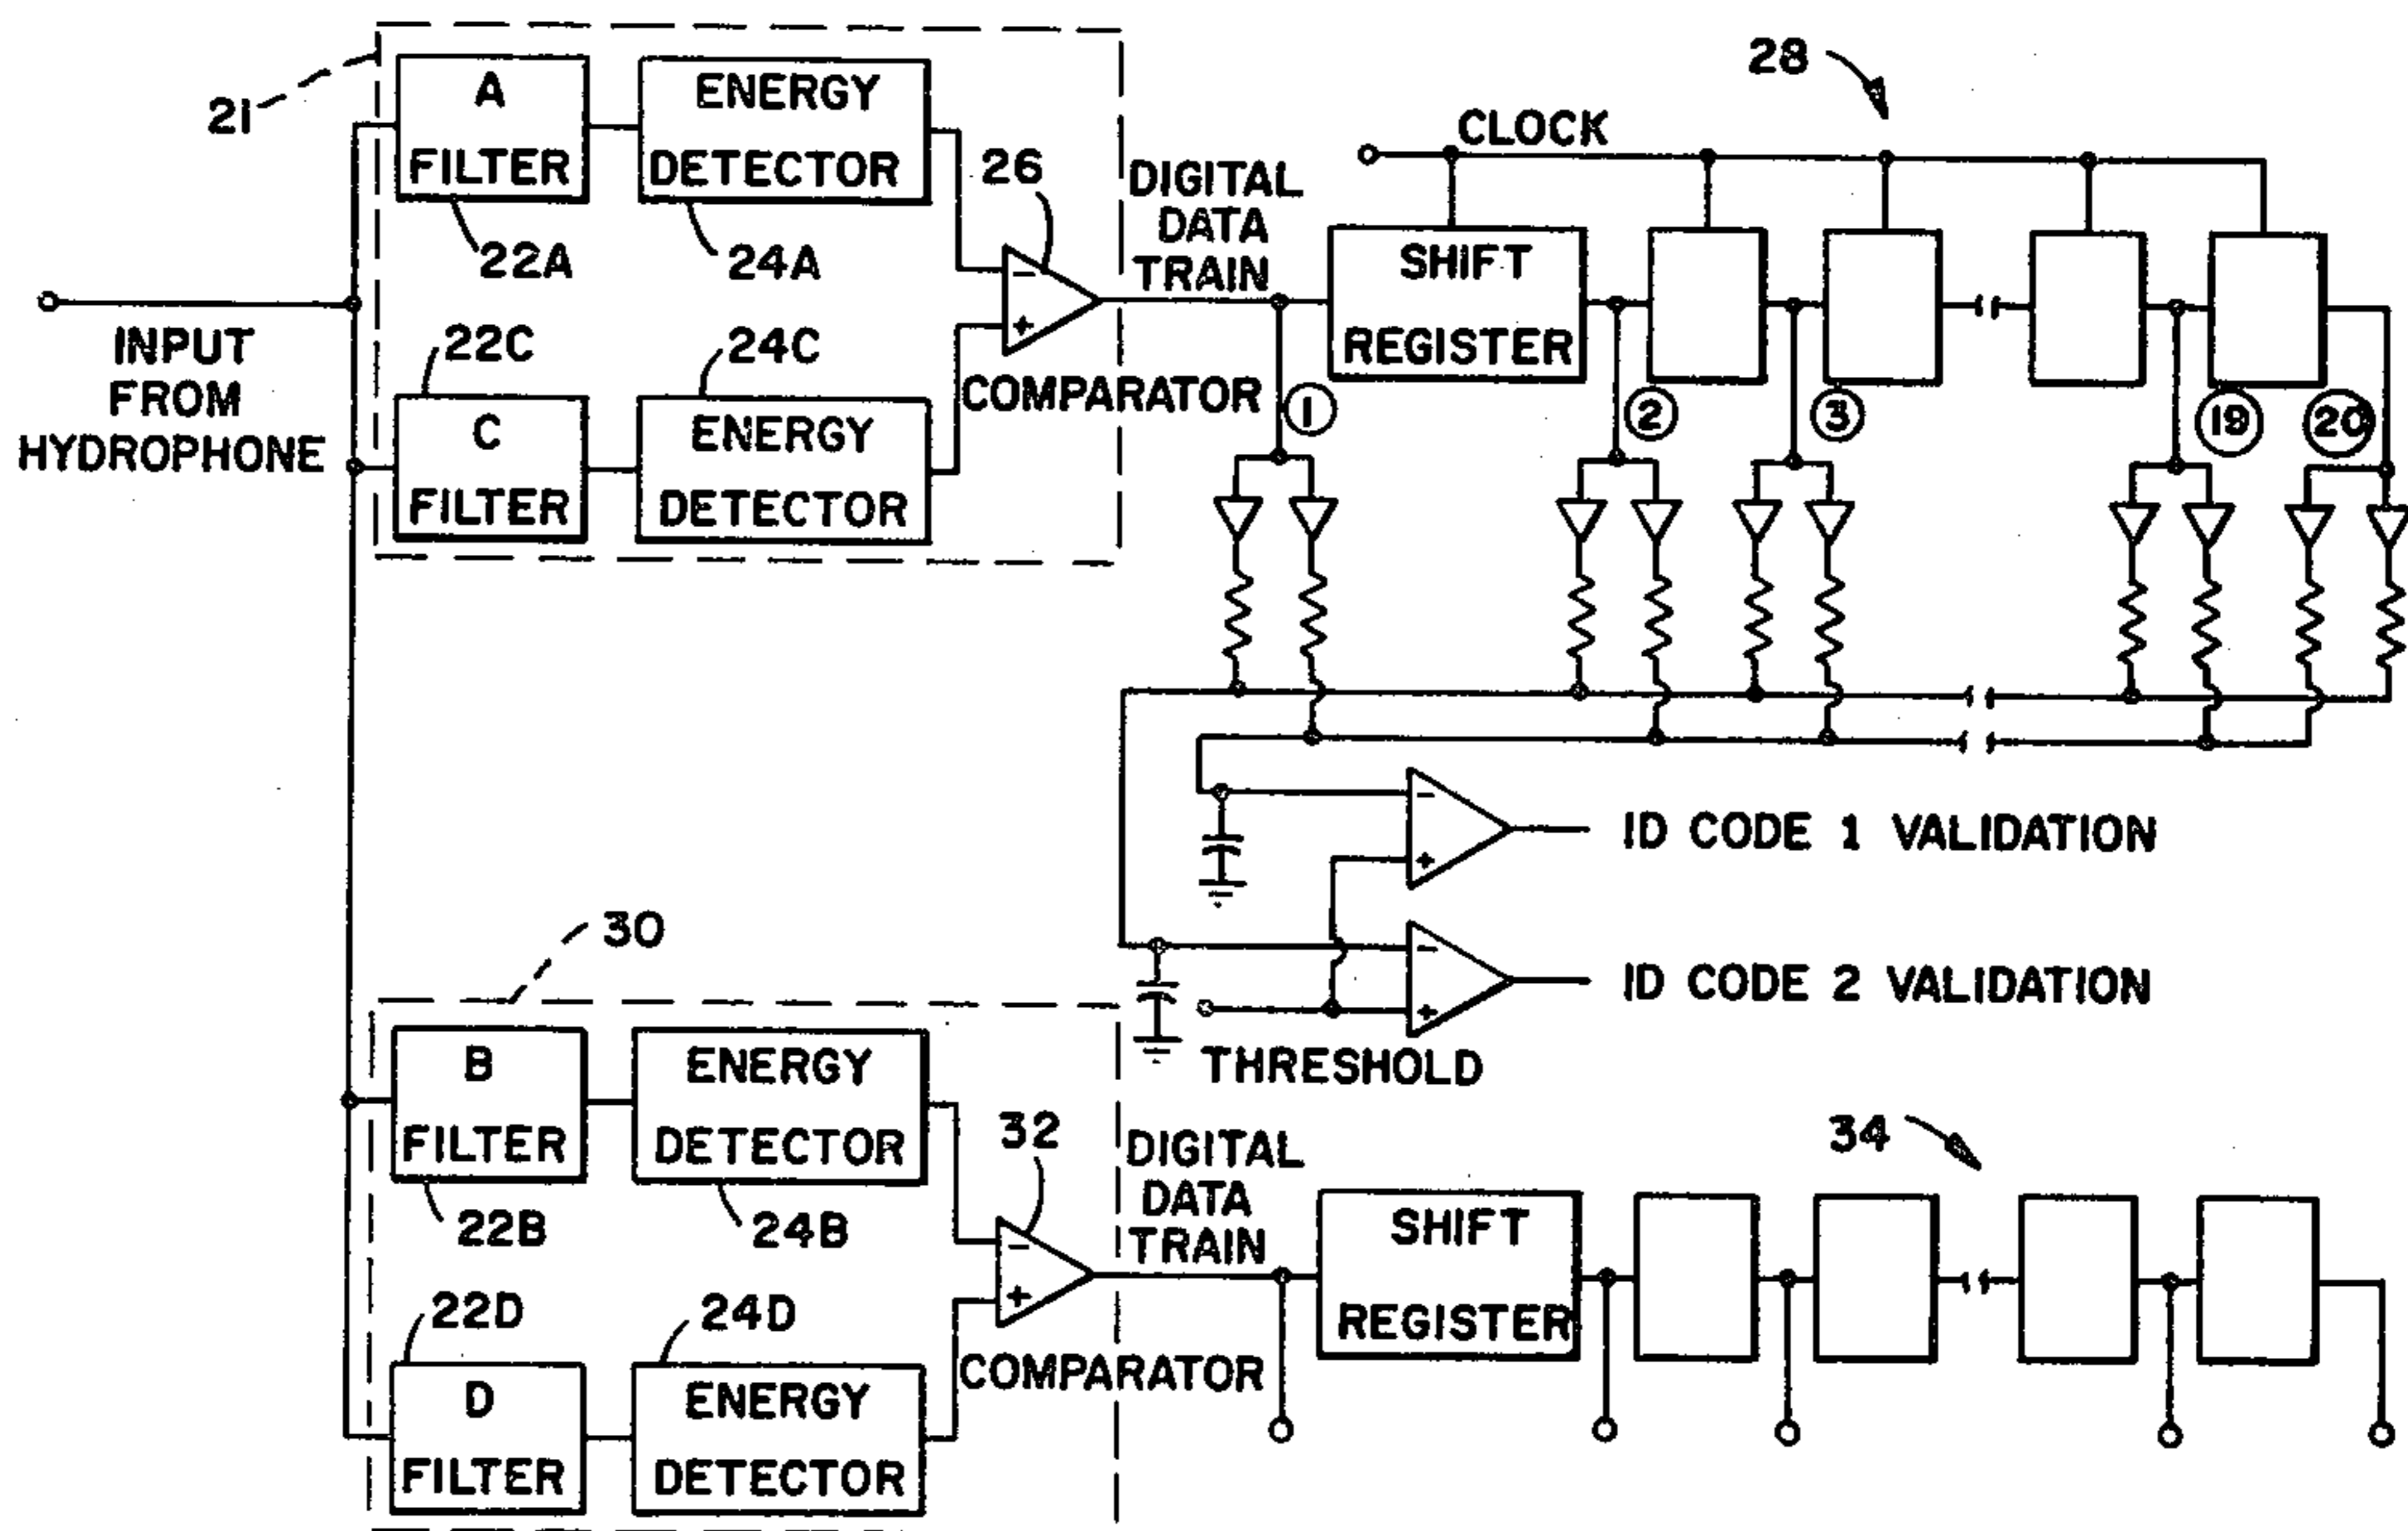 21
A
FILTER
22A
ENERGY
DETECTOR
24A
26
−
+
COMPARATOR
22C
C
FILTER
24C
ENERGY
DETECTOR
INPUT
FROM
HYDROPHONE
DIGITAL
DATA
TRAIN
CLOCK
28
SHIFT
REGISTER
1
2
3
19
20
−
+
ID CODE 1 VALIDATION
−
+
ID CODE 2 VALIDATION
THRESHOLD
30
B
FILTER
22B
ENERGY
DETECTOR
24B
32
−
+
COMPARATOR
22D
D
FILTER
24D
ENERGY
DETECTOR
DIGITAL
DATA
TRAIN
34
SHIFT
REGISTER